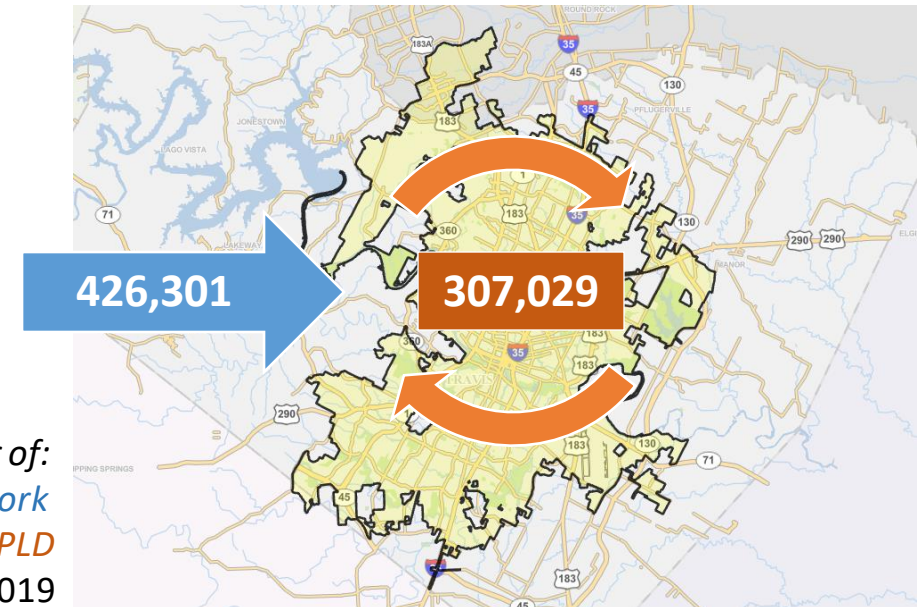 ROUND ROCK
183A
35
45
130
35
PFLUGERVILLE
JONESTOWN
183
LAGO VISTA
1
71
183
35
130
360
290 290
ELGI
LAKEWAY
MANOR
426,301
307,029
183
360
35
183
TRAVIS
290
183
130
71
of:
PPING SPRINGS
ork
45
PLD
019
183
45